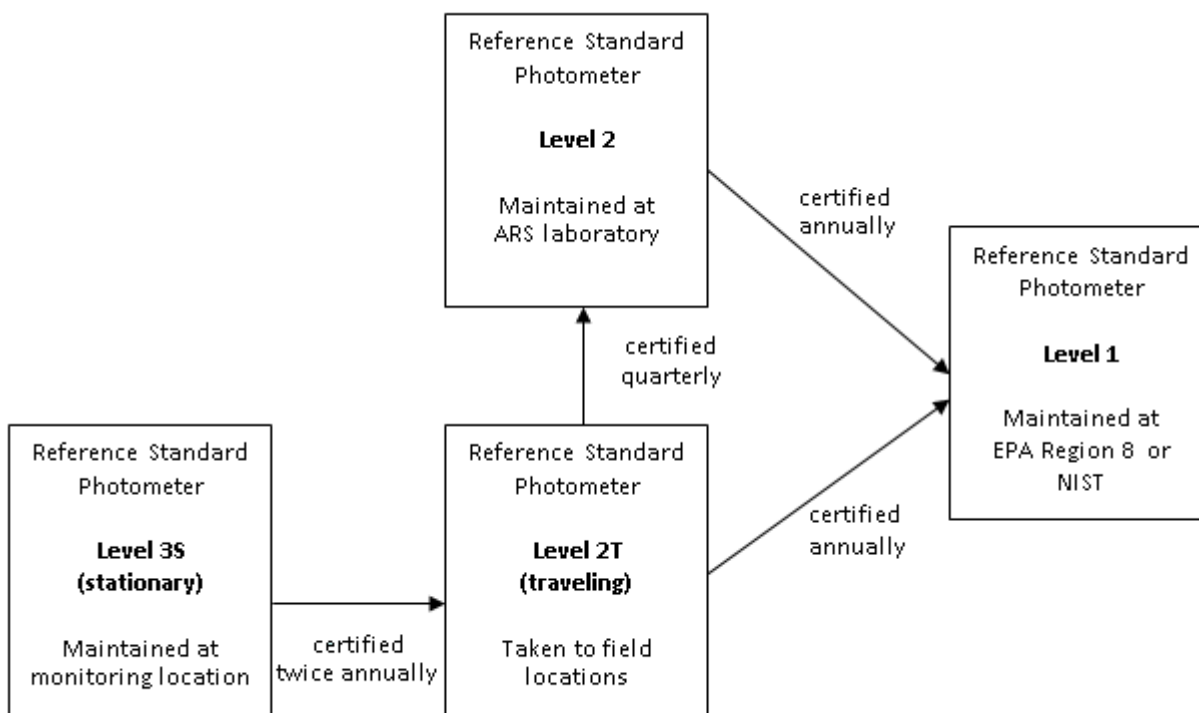 Reference Standard
Photometer
Level 2
Maintained at
ARS laboratory
certified
annually
Reference Standard
Photometer
Level 1
Maintained at
EPA Region 8 or
NIST
certified
quarterly
Reference Standard
Photometer
Level 3S
(stationary)
Maintained at
monitoring location
certified
twice annually
Reference Standard
Photometer
Level 2T
(traveling)
Taken to field
locations
certified
annually